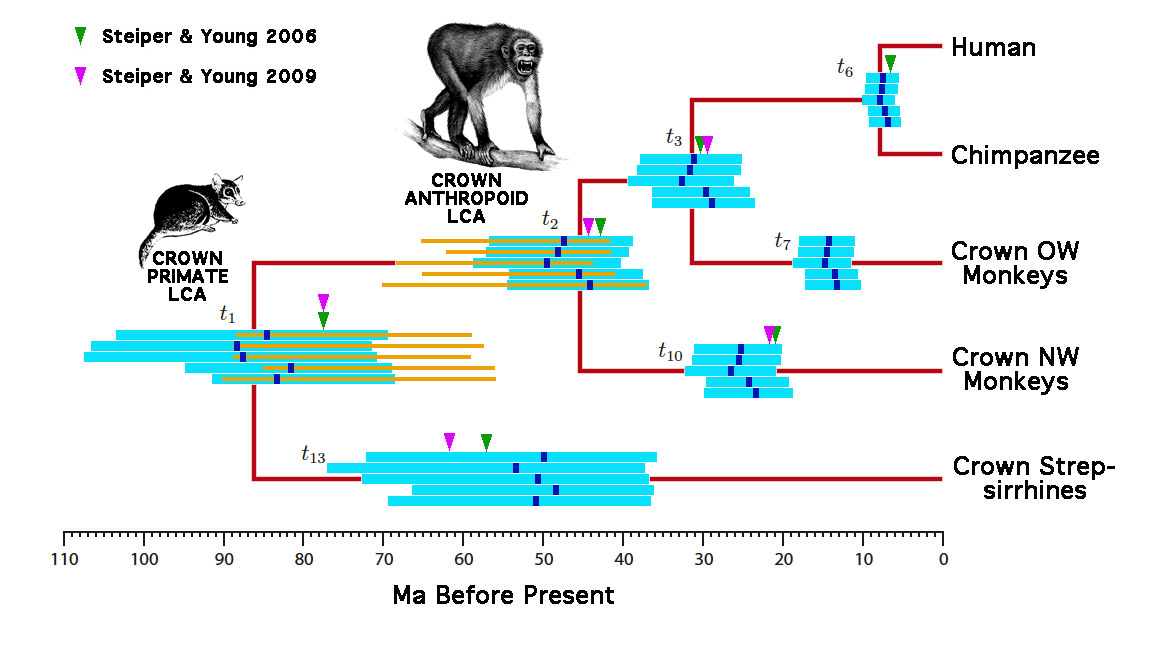 Steiper & Young 2006
Steiper & Young 2009
Human
t6
t3
Chimpanzee
CROWN
ANTHROPOID
LCA
t2
t7
Crown OW
Monkeys
CROWN
PRIMATE
LCA
t1
t10
Crown NW
Monkeys
t13
Crown Strep-
sirrhines
110 100 90 80 70 60 50 40 30 20 10 0
Ma Before Present